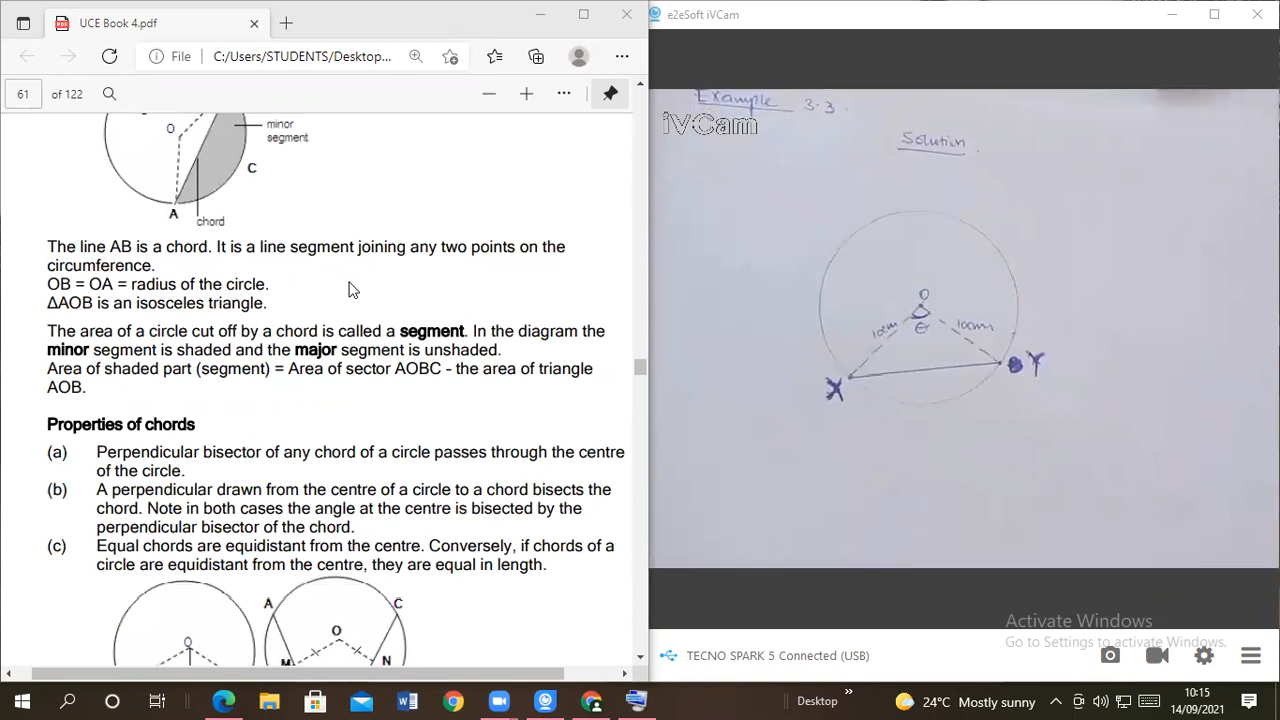 UCE Book 4.pdf
File
C:/Users/STUDENTS/Desktop...
61
of 122
O
minor
segment
C
A
chord
The line AB is a chord. It is a line segment joining any two points on the
circumference.
OB = OA = radius of the circle.
ΔAOB is an isosceles triangle.
The area of a circle cut off by a chord is called a segment. In the diagram the
minor segment is shaded and the major segment is unshaded.
Area of shaded part (segment) = Area of sector AOBC - the area of triangle
AOB.
Properties of chords
(a) Perpendicular bisector of any chord of a circle passes through the centre
of the circle.
(b) A perpendicular drawn from the centre of a circle to a chord bisects the
chord. Note in both cases the angle at the centre is bisected by the
perpendicular bisector of the chord.
(c) Equal chords are equidistant from the centre. Conversely, if chords of a
circle are equidistant from the centre, they are equal in length.
O
A
C
O
M
N
e2eSoft iVCam
Example 3.3.
iVCam
Solution
O
θ
10cm
X
Y
Activate Windows
Go to Settings to activate Windows.
TECNO SPARK 5 Connected (USB)
Desktop
24°C Mostly sunny
10:15
14/09/2021